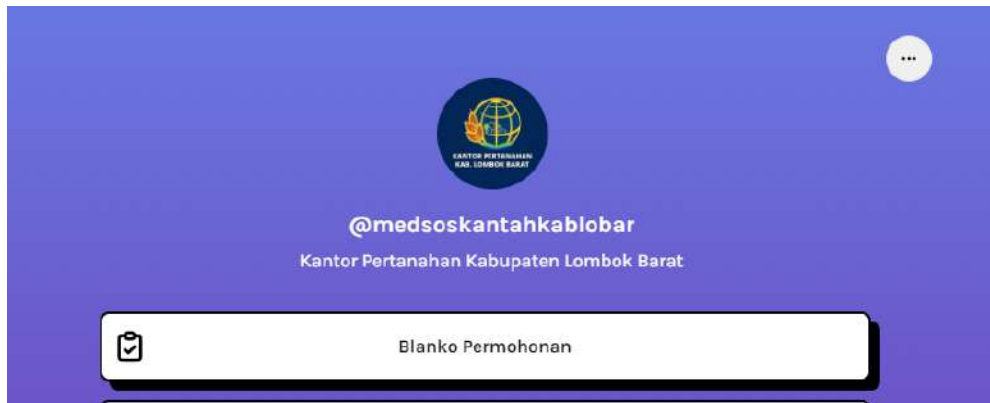 KANTOR PERTANAHAN
KAB. LOMBOK BARAT
@medsoskantahkablobar
Kantor Pertanahan Kabupaten Lombok Barat
Blanko Permohonan